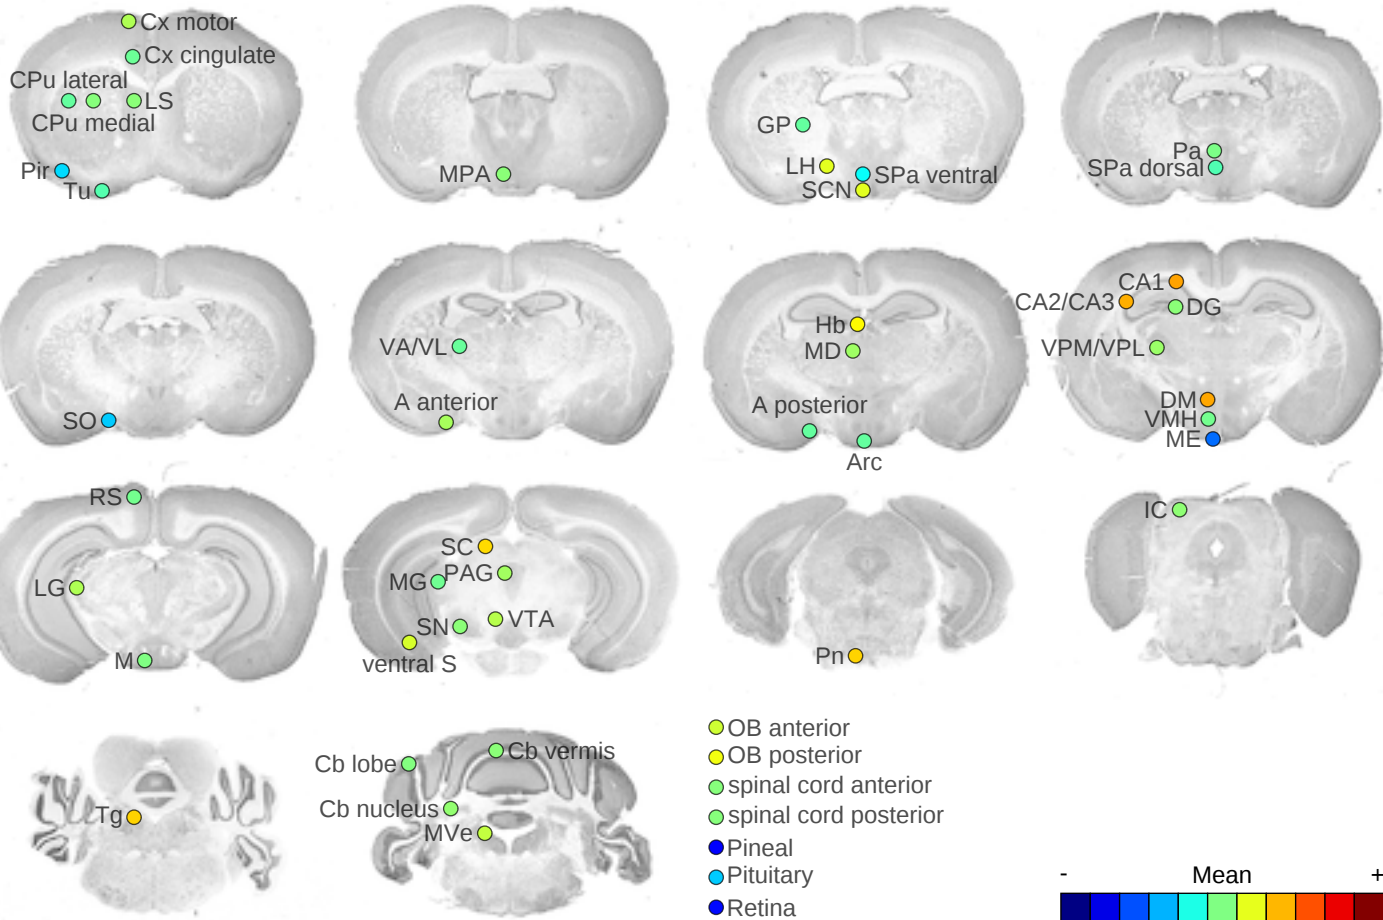 Cx motor
Cx cingulate
CPu lateral
LS
CPu medial
Pir
Tu
MPA
GP
LH
SPa ventral
SCN
Pa
SPa dorsal
SO
VA/VL
A anterior
Hb
MD
A posterior
Arc
CA1
CA2/CA3
DG
VPM/VPL
DM
VMH
ME
RS
LG
M
SC
MG
PAG
SN
VTA
ventral S
Pn
IC
Tg
Cb lobe
Cb vermis
Cb nucleus
MVe
OB anterior
OB posterior
spinal cord anterior
spinal cord posterior
Pineal
Pituitary
Retina
- Mean +